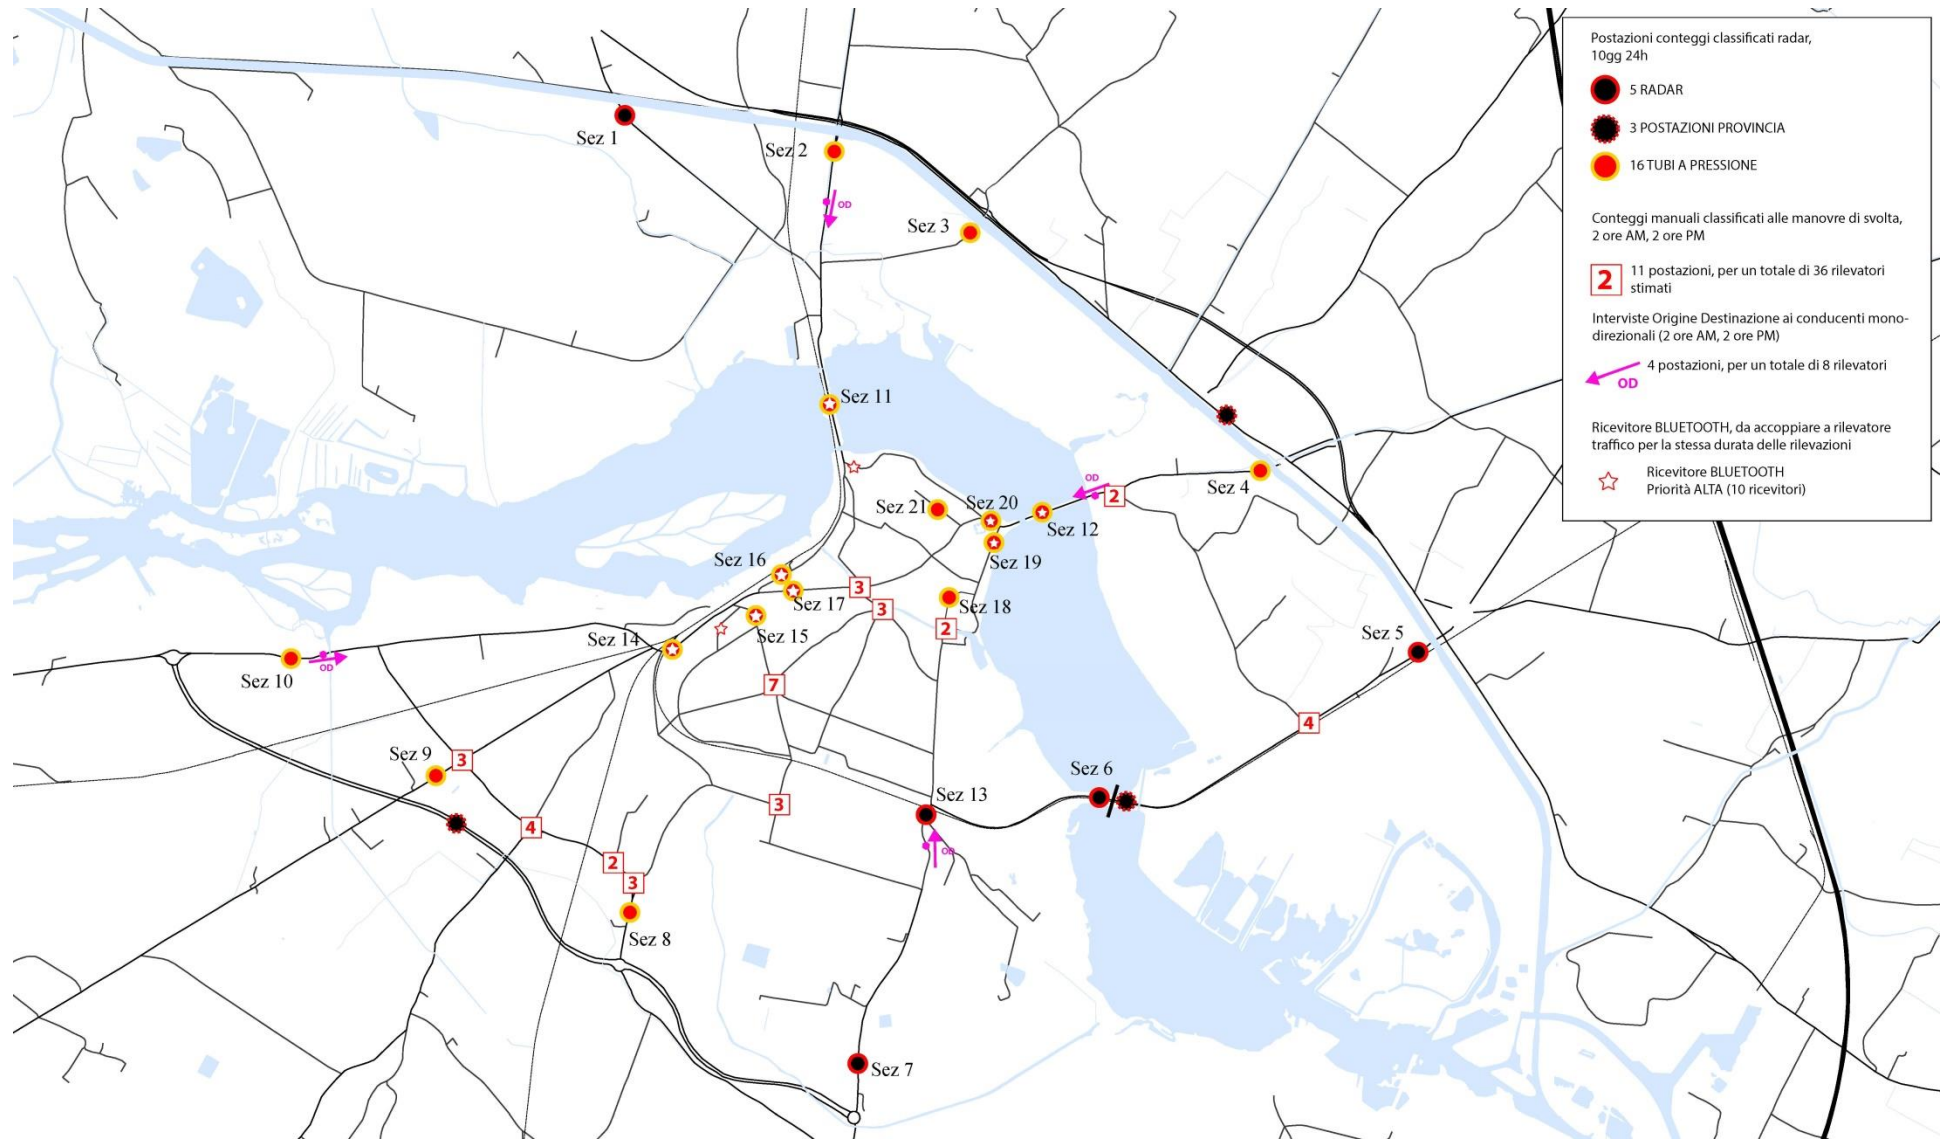 Postazioni conteggi classificati radar,
10gg 24h
5 RADAR
3 POSTAZIONI PROVINCIA
16 TUBI A PRESSIONE
Conteggi manuali classificati alle manovre di svolta,
2 ore AM, 2 ore PM
2
11 postazioni, per un totale di 36 rilevatori
stimati
Interviste Origine Destinazione ai conducenti mono-
direzionali (2 ore AM, 2 ore PM)
4 postazioni, per un totale di 8 rilevatori
OD
Ricevitore BLUETOOTH, da accoppiare a rilevatore
traffico per la stessa durata delle rilevazioni
Ricevitore BLUETOOTH
Priorità ALTA (10 ricevitori)
Sez 1
Sez 2
OD
Sez 3
Sez 11
OD
2
Sez 4
Sez 21
Sez 20
Sez 12
Sez 19
Sez 16
Sez 17
3
3
Sez 18
2
Sez 15
Sez 14
Sez 5
OD
Sez 10
7
4
Sez 9
3
Sez 6
Sez 13
3
4
OD
2
3
Sez 8
Sez 7